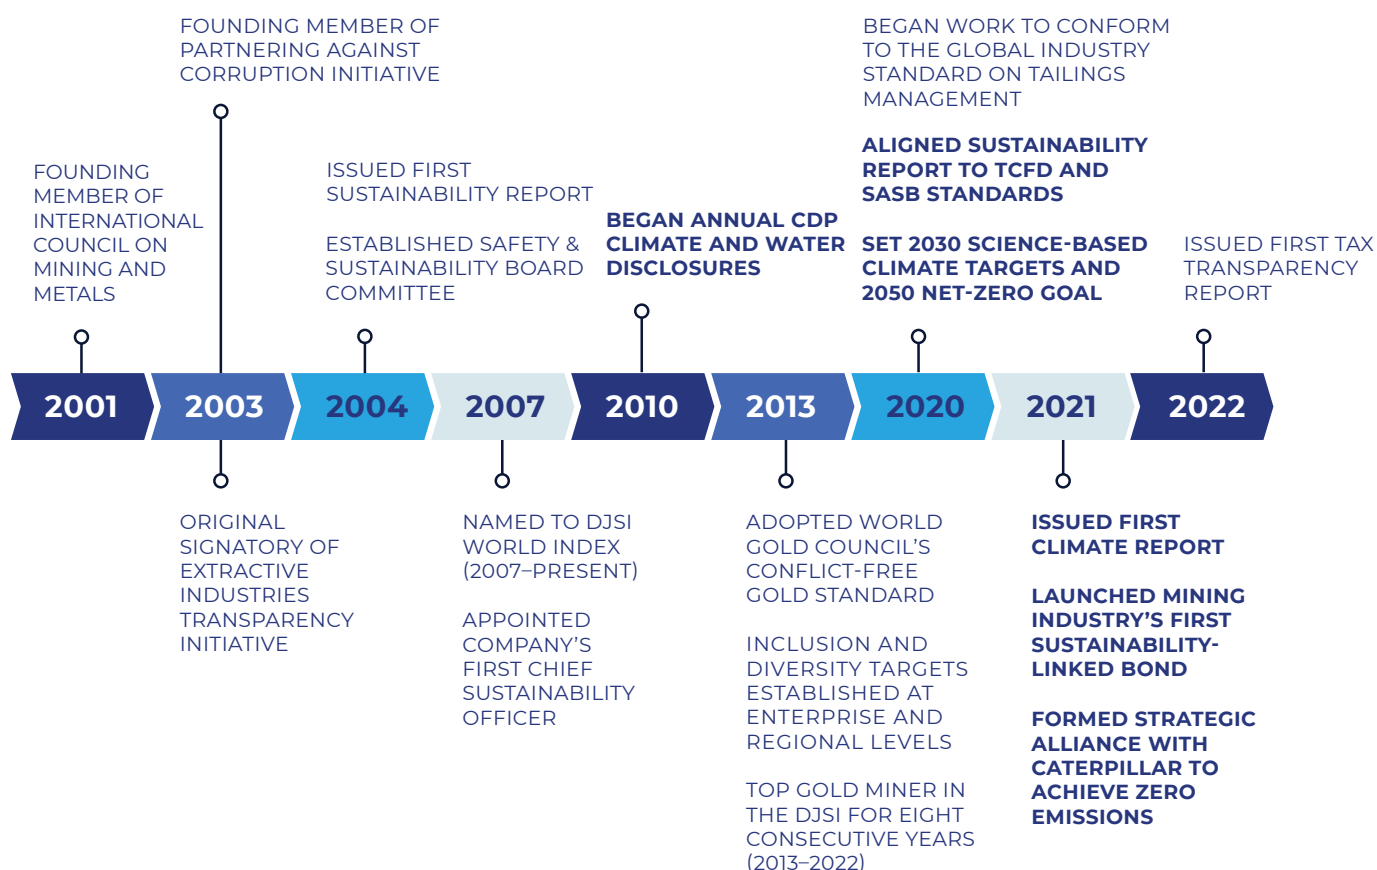 FOUNDING MEMBER OF
PARTNERING AGAINST
CORRUPTION INITIATIVE
BEGAN WORK TO CONFORM
TO THE GLOBAL INDUSTRY
STANDARD ON TAILINGS
MANAGEMENT
ALIGNED SUSTAINABILITY
REPORT TO TCFD AND
SASB STANDARDS
SET 2030 SCIENCE-BASED
CLIMATE TARGETS AND
2050 NET-ZERO GOAL
FOUNDING
MEMBER OF
INTERNATIONAL
COUNCIL ON
MINING AND
METALS
ISSUED FIRST
SUSTAINABILITY REPORT
ESTABLISHED SAFETY &
SUSTAINABILITY BOARD
COMMITTEE
BEGAN ANNUAL CDP
CLIMATE AND WATER
DISCLOSURES
ISSUED FIRST TAX
TRANSPARENCY
REPORT
2001
2003
2004
2007
2010
2013
2020
2021
2022
ORIGINAL
SIGNATORY OF
EXTRACTIVE
INDUSTRIES
TRANSPARENCY
INITIATIVE
NAMED TO DJSI
WORLD INDEX
(2007–PRESENT)
APPOINTED
COMPANY’S
FIRST CHIEF
SUSTAINABILITY
OFFICER
ADOPTED WORLD
GOLD COUNCIL’S
CONFLICT-FREE
GOLD STANDARD
INCLUSION AND
DIVERSITY TARGETS
ESTABLISHED AT
ENTERPRISE AND
REGIONAL LEVELS
TOP GOLD MINER IN
THE DJSI FOR EIGHT
CONSECUTIVE YEARS
(2013–2022)
ISSUED FIRST
CLIMATE REPORT
LAUNCHED MINING
INDUSTRY’S FIRST
SUSTAINABILITY-
LINKED BOND
FORMED STRATEGIC
ALLIANCE WITH
CATERPILLAR TO
ACHIEVE ZERO
EMISSIONS